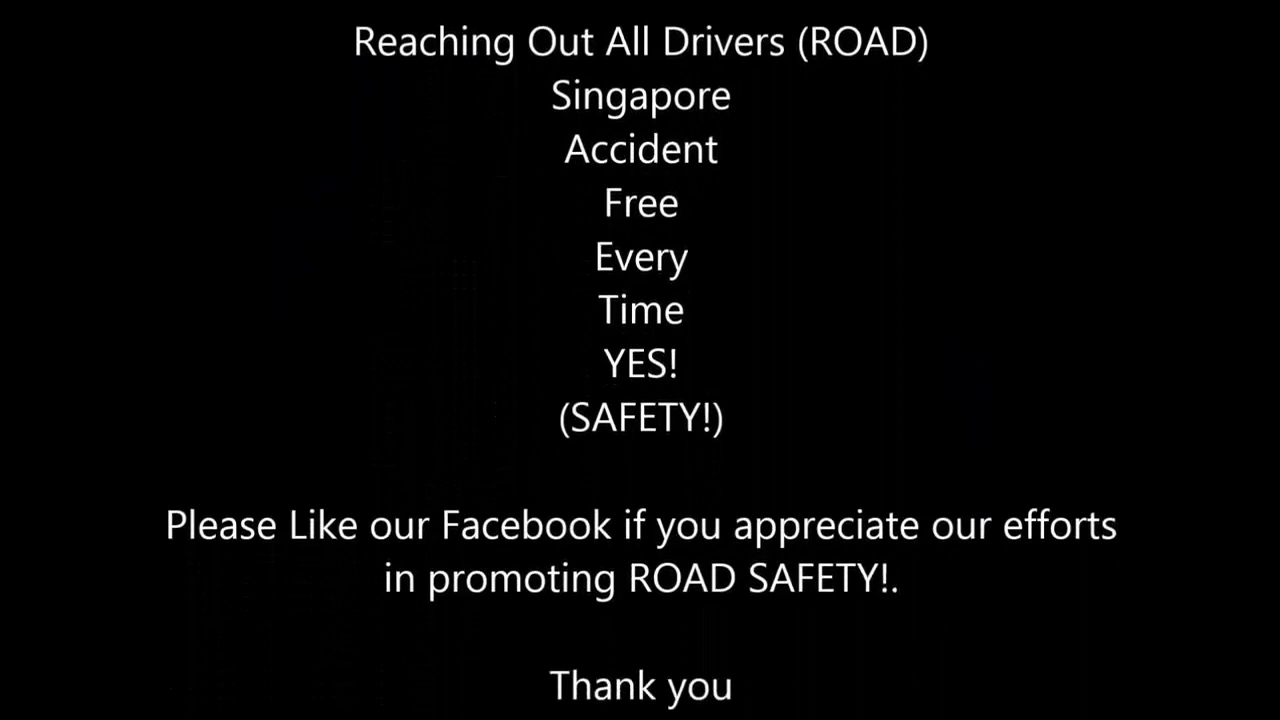 Reaching Out All Drivers (ROAD)
Singapore
Accident
Free
Every
Time
YES!
(SAFETY!)
Please Like our Facebook if you appreciate our efforts
in promoting ROAD SAFETY!.
Thank you